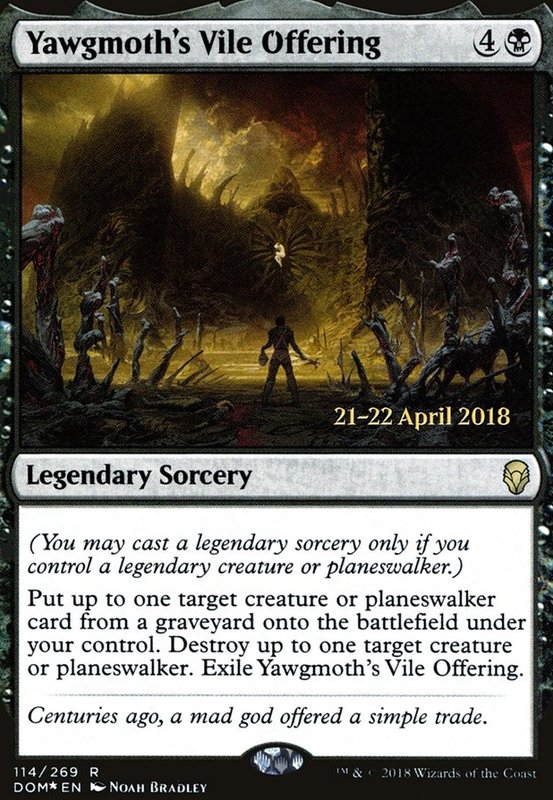 Yawgmoth's Vile Offering 4
21–22 April 2018
Legendary Sorcery
(You may cast a legendary sorcery only if you
control a legendary creature or planeswalker.)
Put up to one target creature or planeswalker
card from a graveyard onto the battlefield under
your control. Destroy up to one target creature
or planeswalker. Exile Yawgmoth's Vile Offering.
Centuries ago, a mad god offered a simple trade.
114/269 R
™ & © 2018 Wizards of the Coast
DOM★EN Noah Bradley